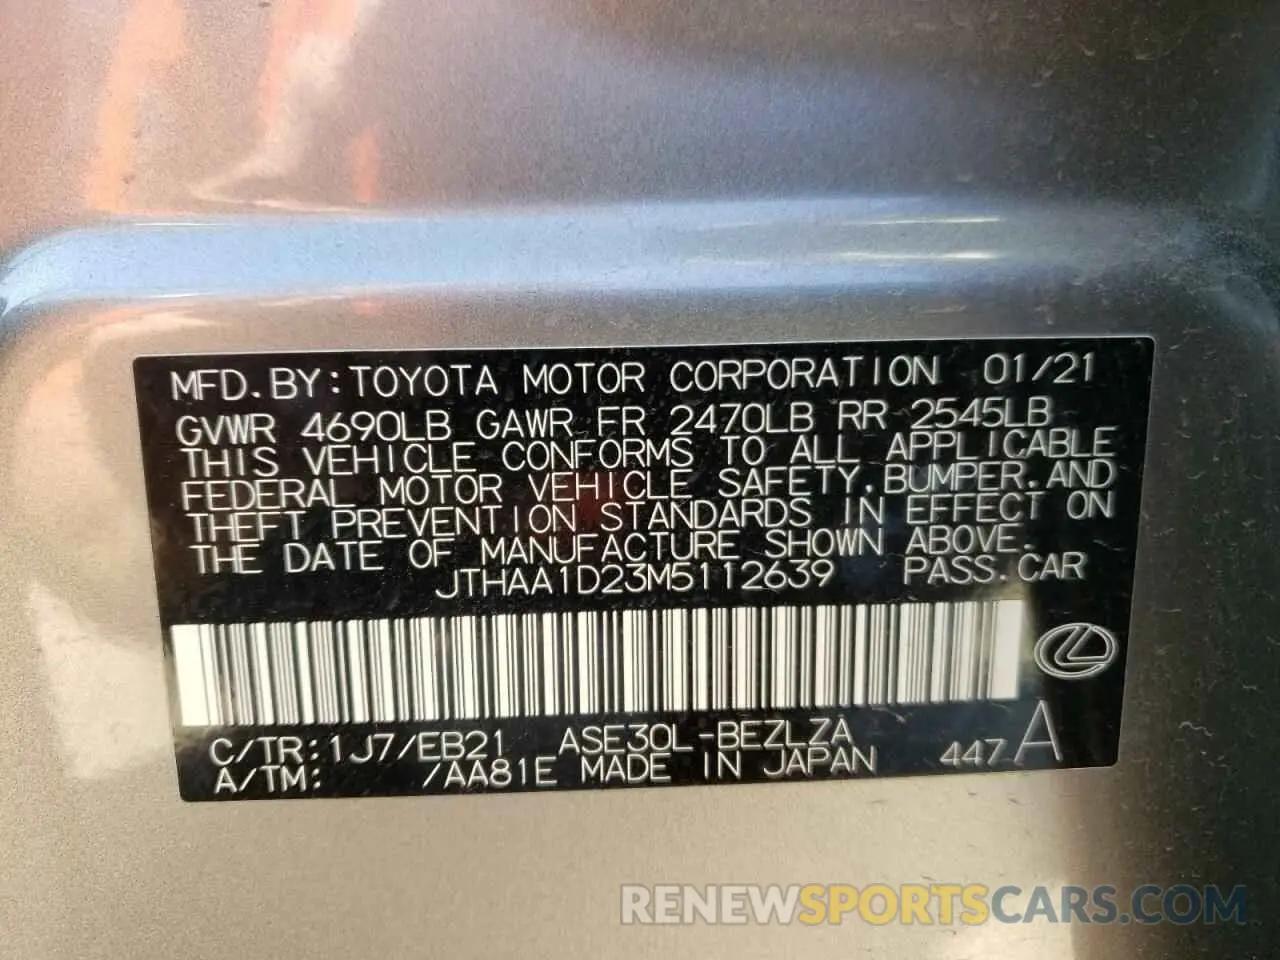 MFD.BY:TOYOTA MOTOR CORPORATION 01/21
GVWR 4690LB GAWR FR 2470LB RR 2545LB
THIS VEHICLE CONFORMS TO ALL APPLICABLE
FEDERAL MOTOR VEHICLE SAFETY,BUMPER,AND
THEFT PREVENTION STANDARDS IN EFFECT ON
THE DATE OF MANUFACTURE SHOWN ABOVE.
JTHAA1D23M5112639 PASS.CAR
C/TR:1J7/EB21 ASE30L-BEZLZA
A/TM: /AA81E MADE IN JAPAN 447 A
RENEWSPORTSCARS.COM